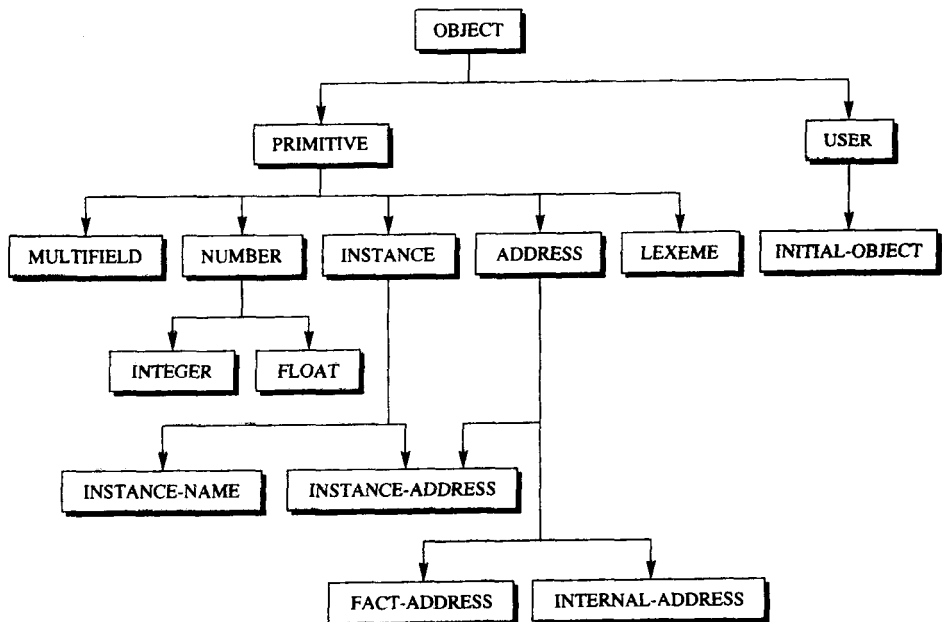 OBJECT
PRIMITIVE
USER
MULTIFIELD
NUMBER
INSTANCE
ADDRESS
LEXEME
INITIAL-OBJECT
INTEGER
FLOAT
INSTANCE-NAME
INSTANCE-ADDRESS
FACT-ADDRESS
INTERNAL-ADDRESS